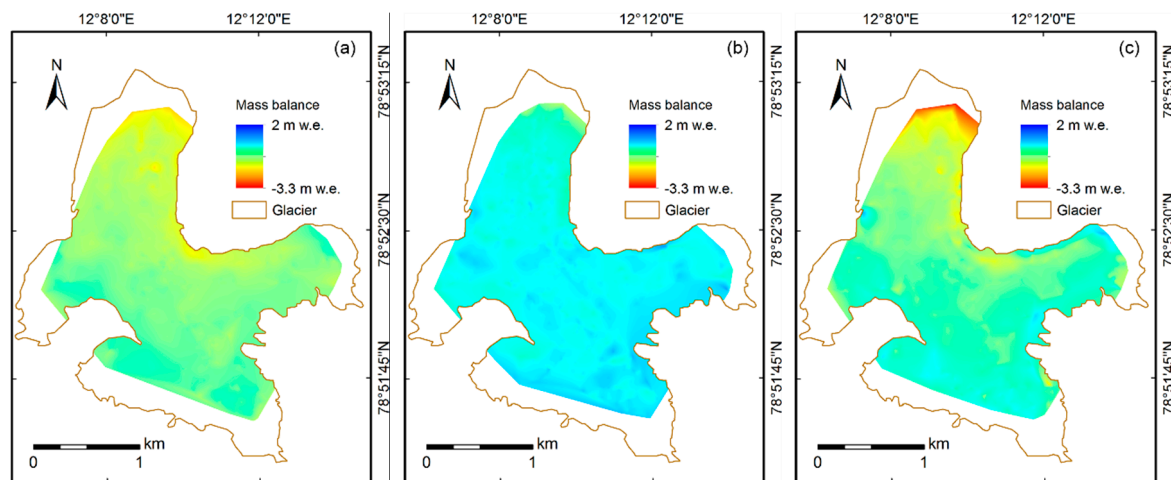 12°8'0"E 12°12'0"E
(a)
N
78°53'15"N
Mass balance
2 m w.e.
-3.3 m w.e.
Glacier
78°52'30"N
78°51'45"N
km
0 1
12°8'0"E 12°12'0"E
(b)
N
78°53'15"N
Mass balance
2 m w.e.
-3.3 m w.e.
Glacier
78°52'30"N
78°51'45"N
km
0 1
12°8'0"E 12°12'0"E
(c)
N
78°53'15"N
Mass balance
2 m w.e.
-3.3 m w.e.
Glacier
78°52'30"N
78°51'45"N
km
0 1